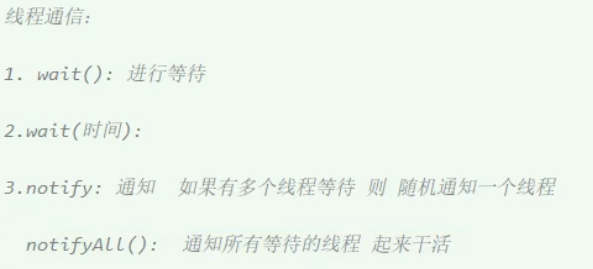 线程通信：
1. wait(): 进行等待
2.wait(时间):
3.notify: 通知 如果有多个线程等待 则 随机通知一个线程
notifyAll(): 通知所有等待的线程 起来干活